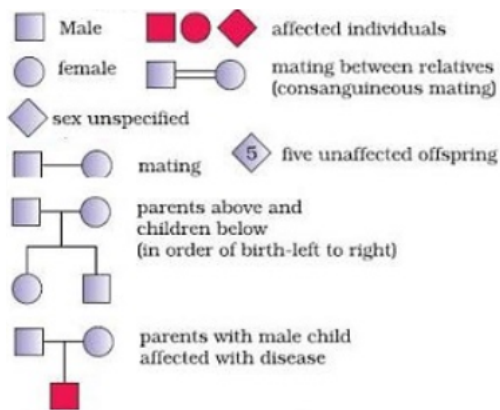 Male
affected individuals
female
mating between relatives
(consanguineous mating)
sex unspecified
5
five unaffected offspring
mating
parents above and
children below
(in order of birth-left to right)
parents with male child
affected with disease